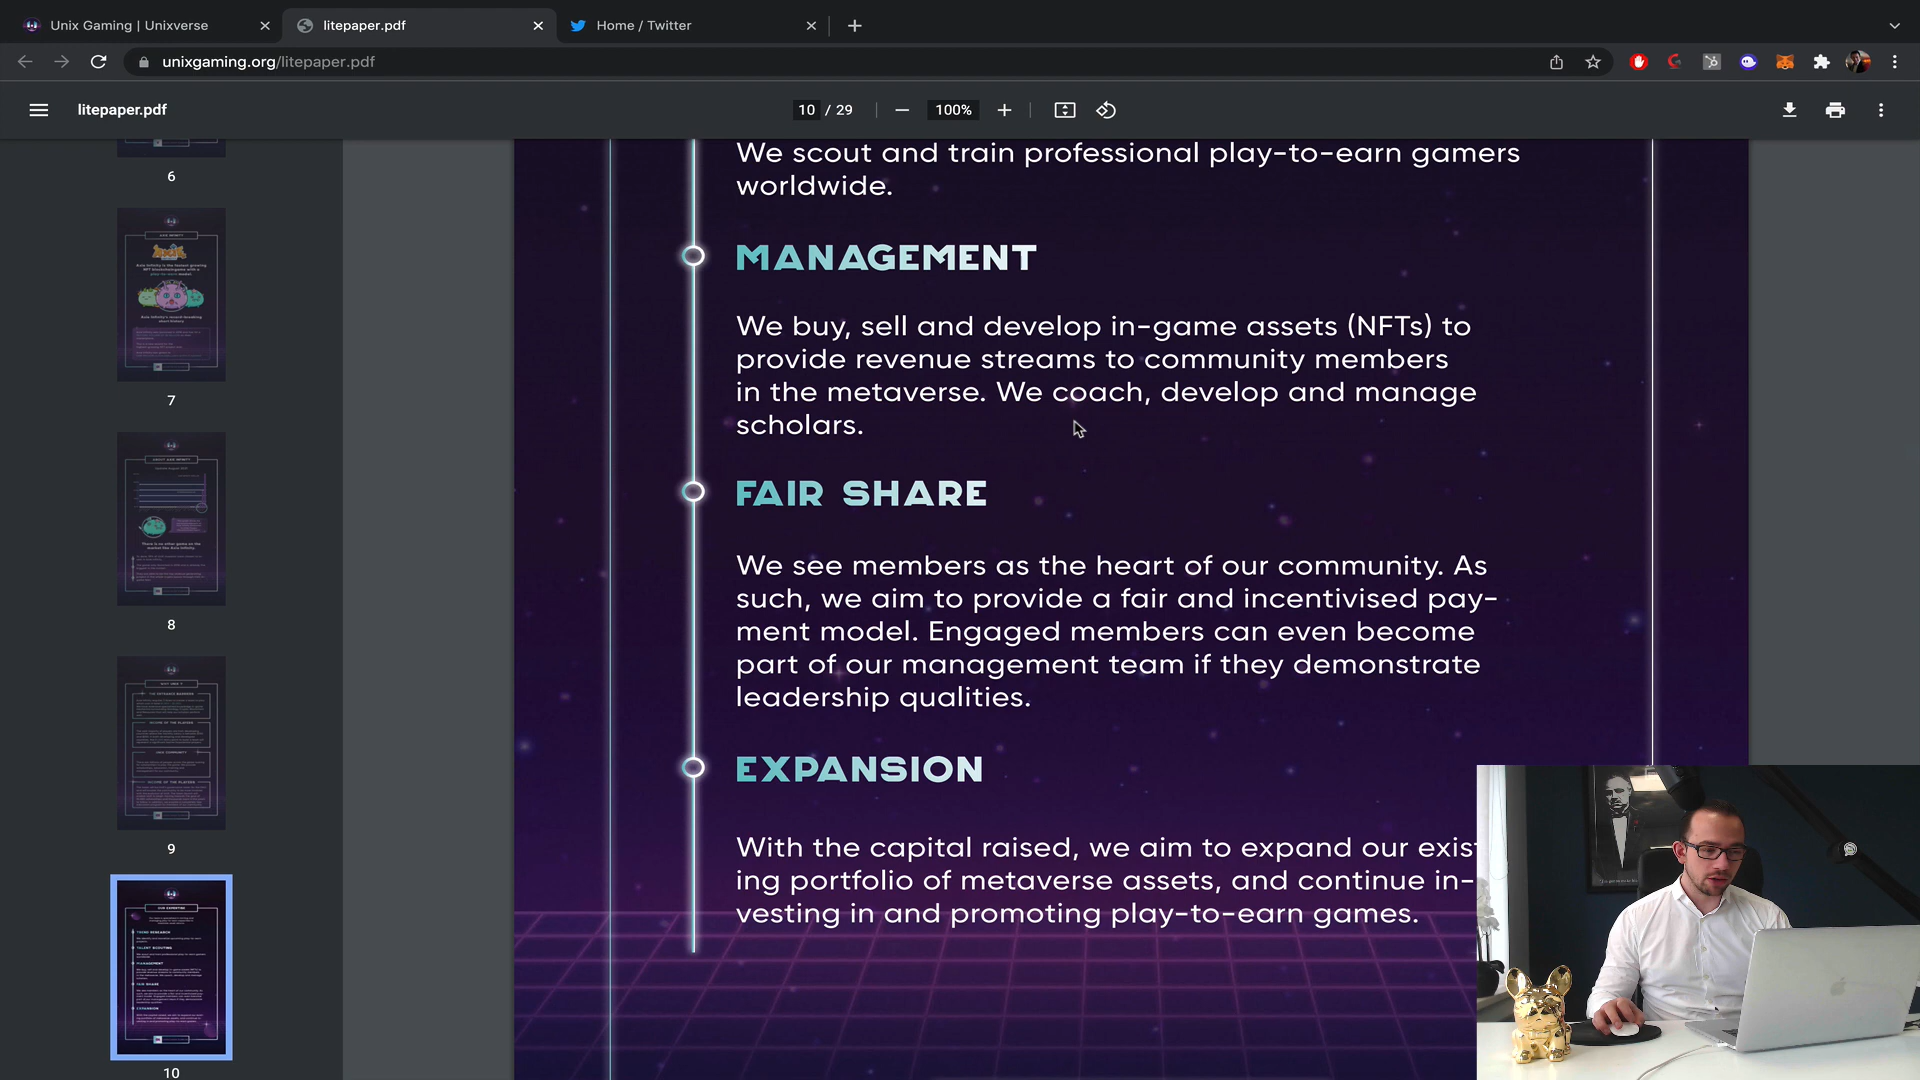 Unix Gaming | Unixverse
litepaper.pdf
Home / Twitter
unixgaming.org/litepaper.pdf
litepaper.pdf
10 / 29
100%
6
7
8
9
10
We scout and train professional play-to-earn gamers
worldwide.
MANAGEMENT
We buy, sell and develop in-game assets (NFTs) to
provide revenue streams to community members
in the metaverse. We coach, develop and manage
scholars.
FAIR SHARE
We see members as the heart of our community. As
such, we aim to provide a fair and incentivised pay-
ment model. Engaged members can even become
part of our management team if they demonstrate
leadership qualities.
EXPANSION
With the capital raised, we aim to expand our exist
ing portfolio of metaverse assets, and continue in-
vesting in and promoting play-to-earn games.